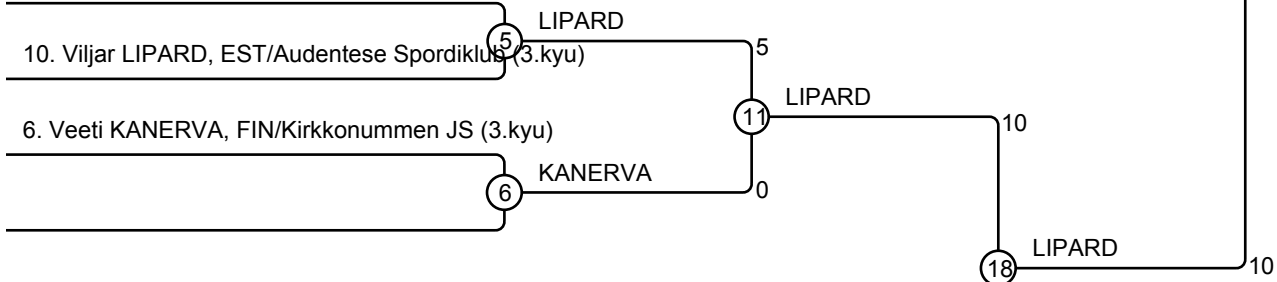 LIPARD
5
5
10. Viljar LIPARD, EST/Audentese Spordiklub (3.kyu)
LIPARD
11
10
6. Veeti KANERVA, FIN/Kirkkonummen JS (3.kyu)
KANERVA
6
0
LIPARD
18
10